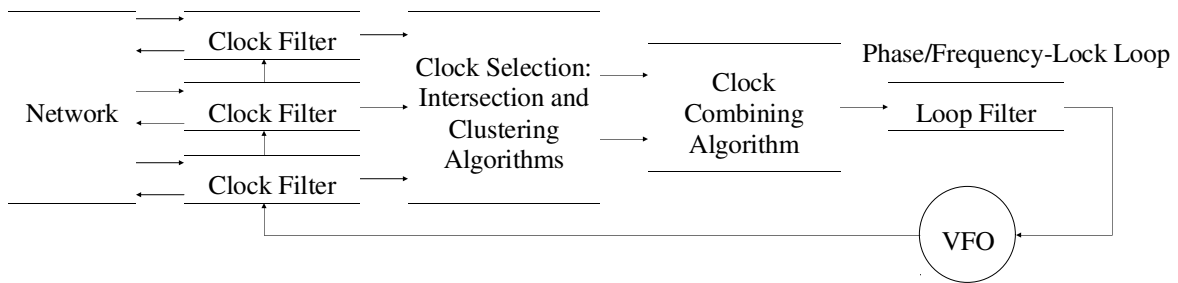 Network
Clock Filter
Clock Filter
Clock Filter
Clock Selection:
Intersection and
Clustering
Algorithms
Clock
Combining
Algorithm
Phase/Frequency-Lock Loop
Loop Filter
VFO